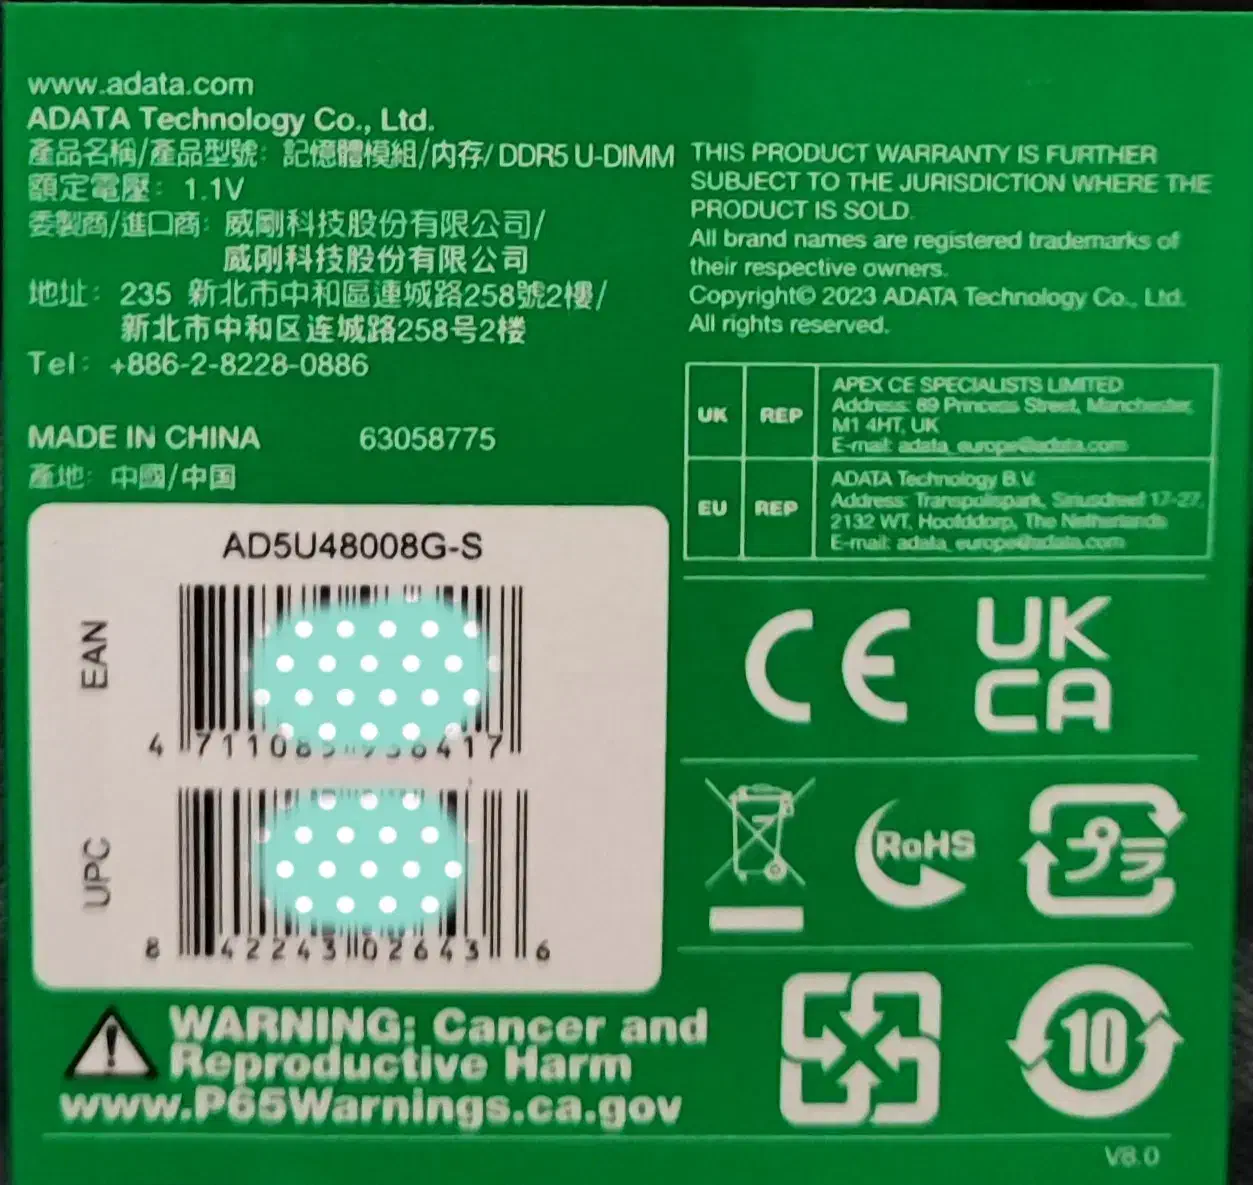 www.adata.com
ADATA Technology Co., Ltd.
產品名稱/產品型號: 記憶體模組/内存/ DDR5 U-DIMM
額定電壓: 1.1V
委製商/進口商: 威剛科技股份有限公司/
威刚科技股份有限公司
地址: 235 新北市中和區連城路258號2樓/
新北市中和区连城路258号2楼
Tel: +886-2-8228-0886
MADE IN CHINA 63058775
產地: 中國/中国
AD5U48008G-S
EAN
4 711085 417
UPC
8 42243 02643 6
WARNING: Cancer and
Reproductive Harm
www.P65Warnings.ca.gov
THIS PRODUCT WARRANTY IS FURTHER
SUBJECT TO THE JURISDICTION WHERE THE
PRODUCT IS SOLD.
All brand names are registered trademarks of
their respective owners.
Copyright© 2023 ADATA Technology Co., Ltd.
All rights reserved.
UK REP
APEX CE SPECIALISTS LIMITED
Address: 89 Princess Street, Manchester,
M1 4HT, UK
E-mail: adata_europe@adata.com
EU REP
ADATA Technology B.V.
Address: Transpolispark, Siriusdreef 17-27,
2132 WT, Hoofddorp, The Netherlands
E-mail: adata_europe@adata.com
CE
UK
CA
RoHS
プラ
10
V8.0